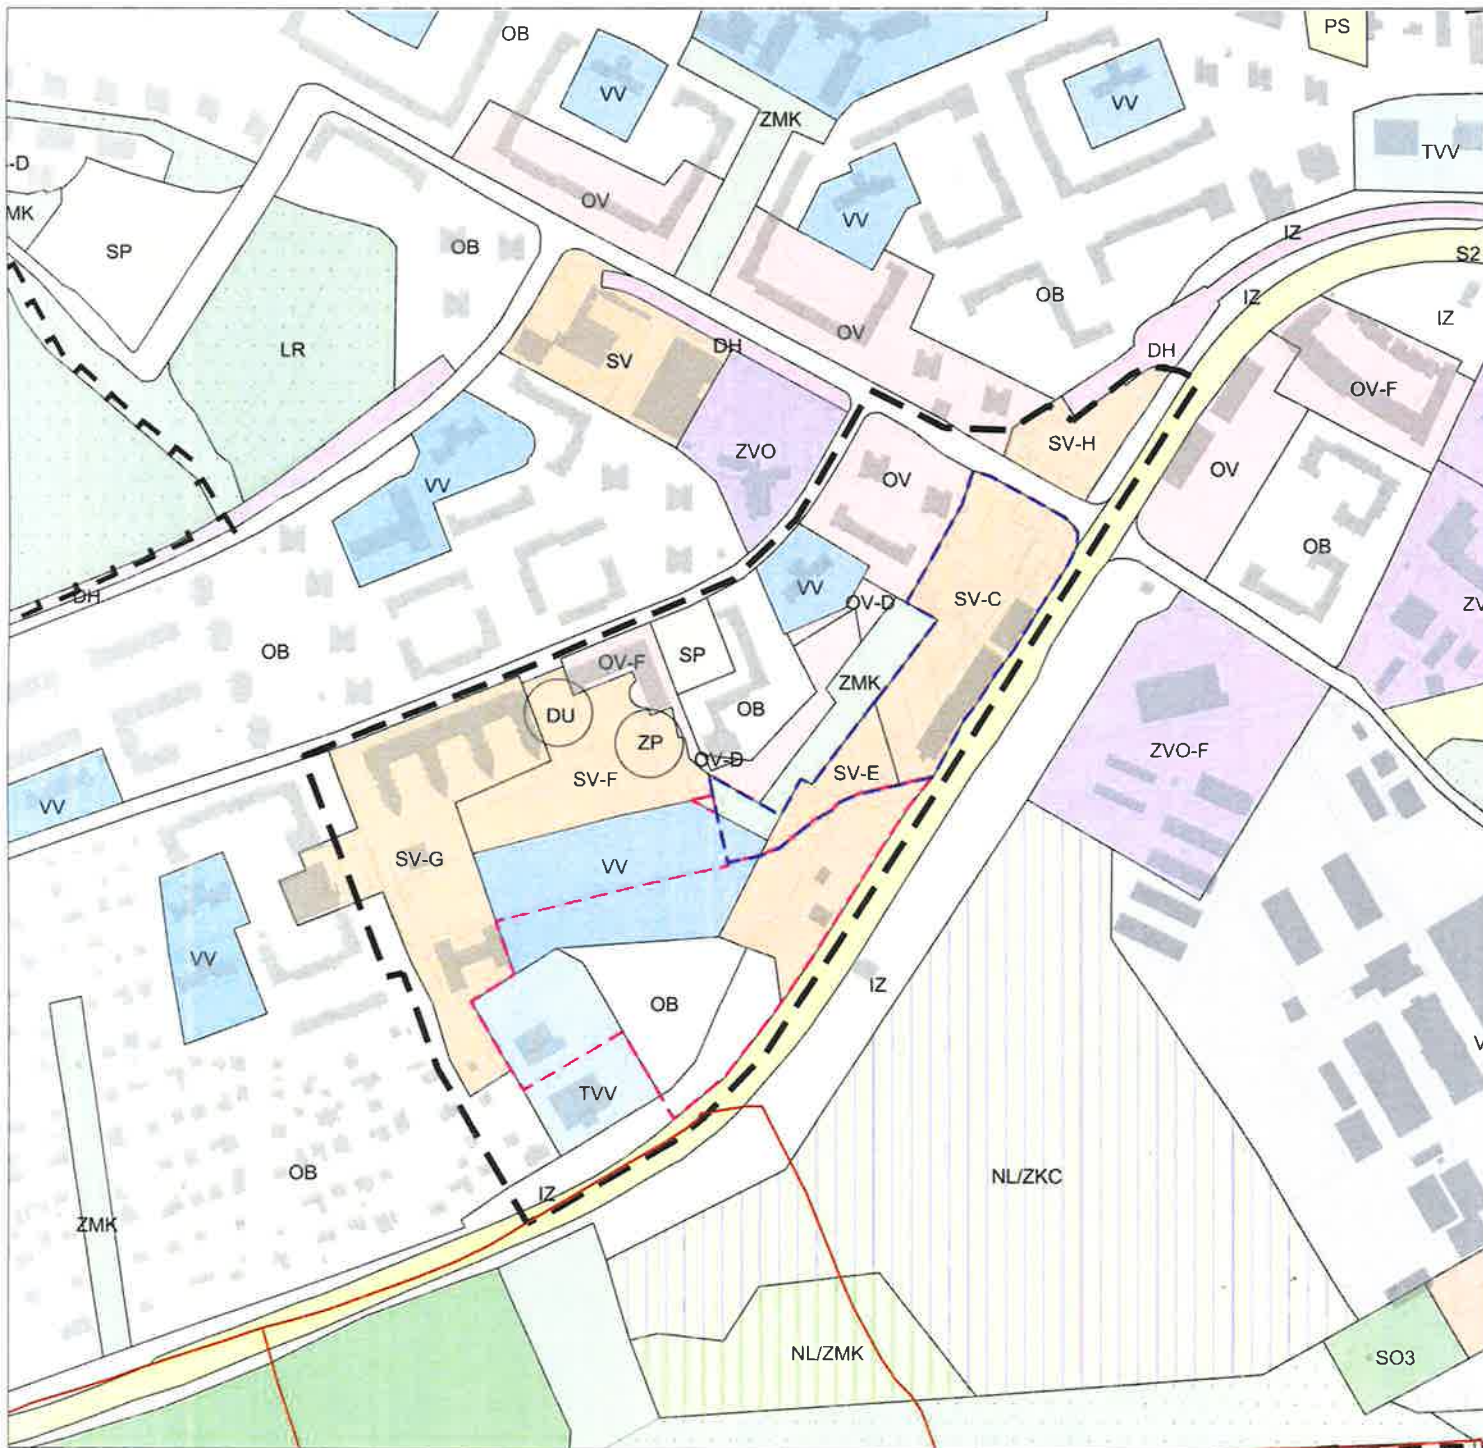 OB
PS
VV
VV
ZMK
TVV
-D
OV
MK
VV
IZ
SP
OB
S2
OB
IZ
IZ
LR
OV
DH
DH
SV
OV-F
SV-H
ZVO
OV
OV
VV
OB
VV
DH
OV-D
SV-C
ZV
OB
OV-F
SP
ZMK
OB
DU
ZP
ZVO-F
OV-D
SV-F
SV-E
VV
SV-G
VV
VV
IZ
OB
V
TVV
OB
NL/ZKC
IZ
ZMK
NL/ZMK
SO3